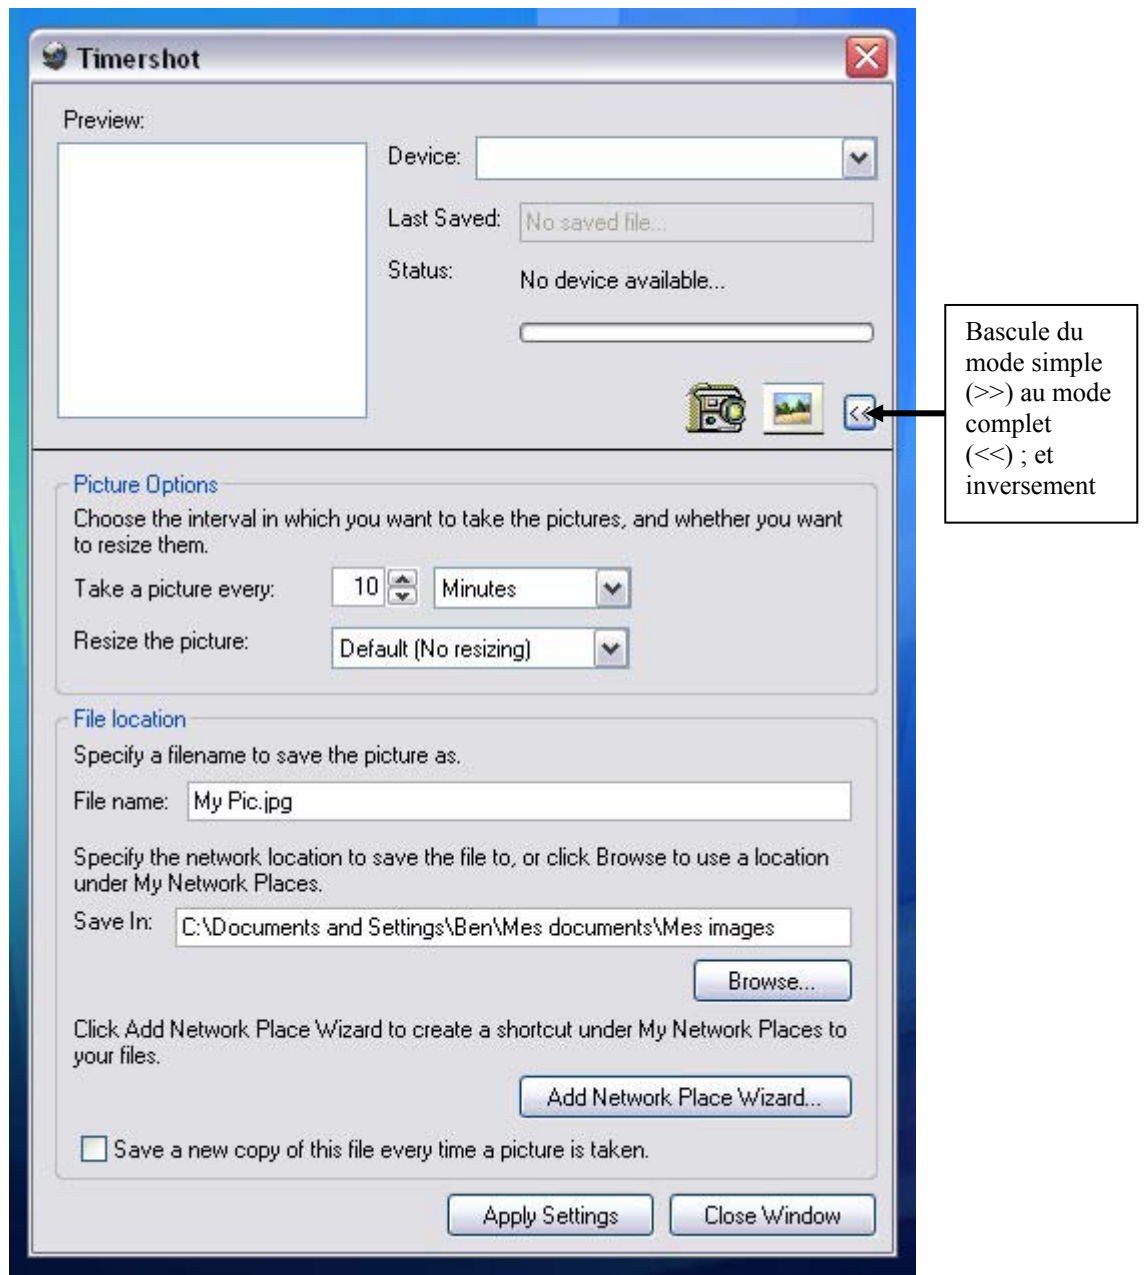 Timershot
Preview:
Device:
Last Saved:
No saved file...
Status:
No device available...
<<
Bascule du
mode simple
(>>) au mode
complet
(<<) ; et
inversement
Picture Options
Choose the interval in which you want to take the pictures, and whether you want
to resize them.
Take a picture every:
10
Minutes
Resize the picture:
Default (No resizing)
File location
Specify a filename to save the picture as.
File name:
My Pic.jpg
Specify the network location to save the file to, or click Browse to use a location
under My Network Places.
Save In:
C:\Documents and Settings\Ben\Mes documents\Mes images
Browse...
Click Add Network Place Wizard to create a shortcut under My Network Places to
your files.
Add Network Place Wizard...
Save a new copy of this file every time a picture is taken.
Apply Settings
Close Window